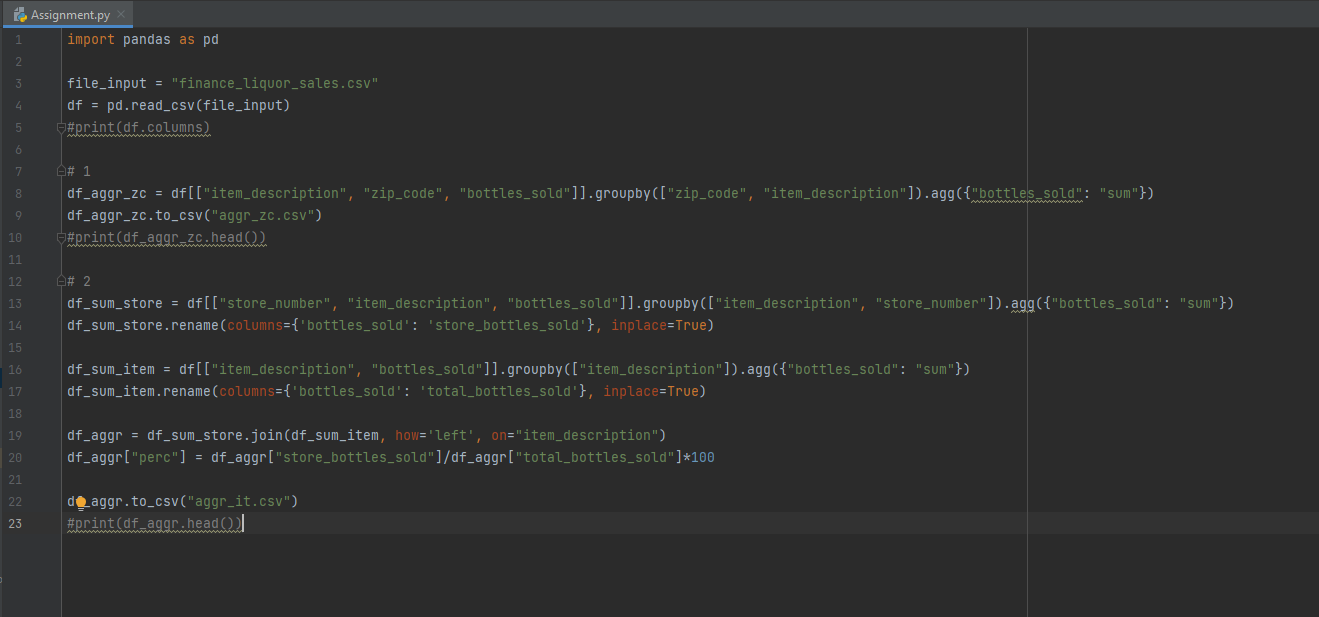 Assignment.py
1 import pandas as pd
2
3 file_input = "finance_liquor_sales.csv"
4 df = pd.read_csv(file_input)
5 #print(df.columns)
6
7 # 1
8 df_aggr_zc = df[["item_description", "zip_code", "bottles_sold"]].groupby(["zip_code", "item_description"]).agg({"bottles_sold": "sum"})
9 df_aggr_zc.to_csv("aggr_zc.csv")
10 #print(df_aggr_zc.head())
11
12 # 2
13 df_sum_store = df[["store_number", "item_description", "bottles_sold"]].groupby(["item_description", "store_number"]).agg({"bottles_sold": "sum"})
14 df_sum_store.rename(columns={'bottles_sold': 'store_bottles_sold'}, inplace=True)
15
16 df_sum_item = df[["item_description", "bottles_sold"]].groupby(["item_description"]).agg({"bottles_sold": "sum"})
17 df_sum_item.rename(columns={'bottles_sold': 'total_bottles_sold'}, inplace=True)
18
19 df_aggr = df_sum_store.join(df_sum_item, how='left', on="item_description")
20 df_aggr["perc"] = df_aggr["store_bottles_sold"]/df_aggr["total_bottles_sold"]*100
21
22 df_aggr.to_csv("aggr_it.csv")
23 #print(df_aggr.head())